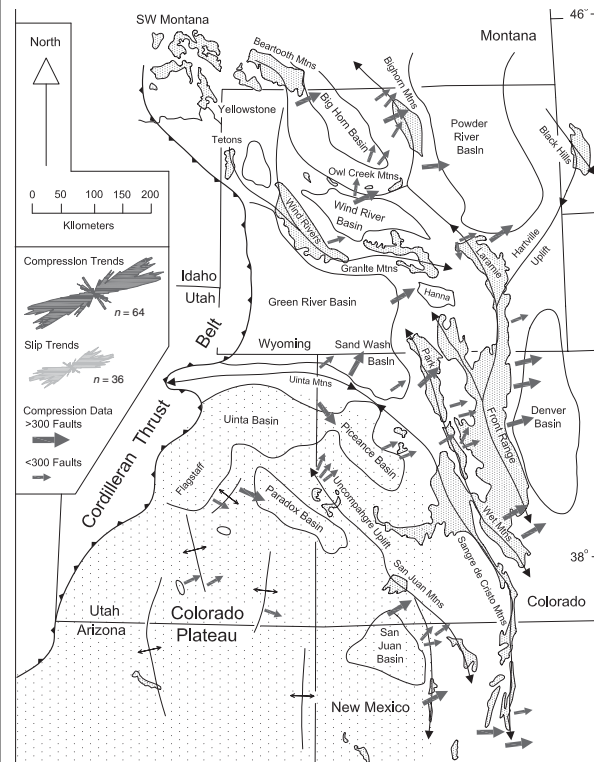 SW Montana
46°
North
Beartooth Mtns
Montana
Bighorn Mtns
Yellowstone
Big Horn Basin
Powder
River
Basln
Black Hills
Tetons
0 50 100 150 200
KIlometers
Owl Creek Mtns
Wind River
Basin
Wind Rivers
Laramie
Hartville
Uplift
CompressIon Trends
n = 64
Idaho
Utah
GranIte Mtns
Green River Basin
Hanna
Slip Trends
n = 36
Belt
Wyoming
Sand Wash
BasIn
Park
Uinta Mtns
Front Range
Denver
Basin
Compression Data
>300 Faults
<300 Faults
Cordilleran Thrust
Uinta Basin
Piceance Basin
Flagstaff
Paradox Basin
Uncompahgre Uplift
Wet Mtns
38°
Sangre de Cristo Mtns
San Juan Mtns
Utah
Arizona
Colorado
Plateau
Colorado
San
Juan
Basin
New Mexico